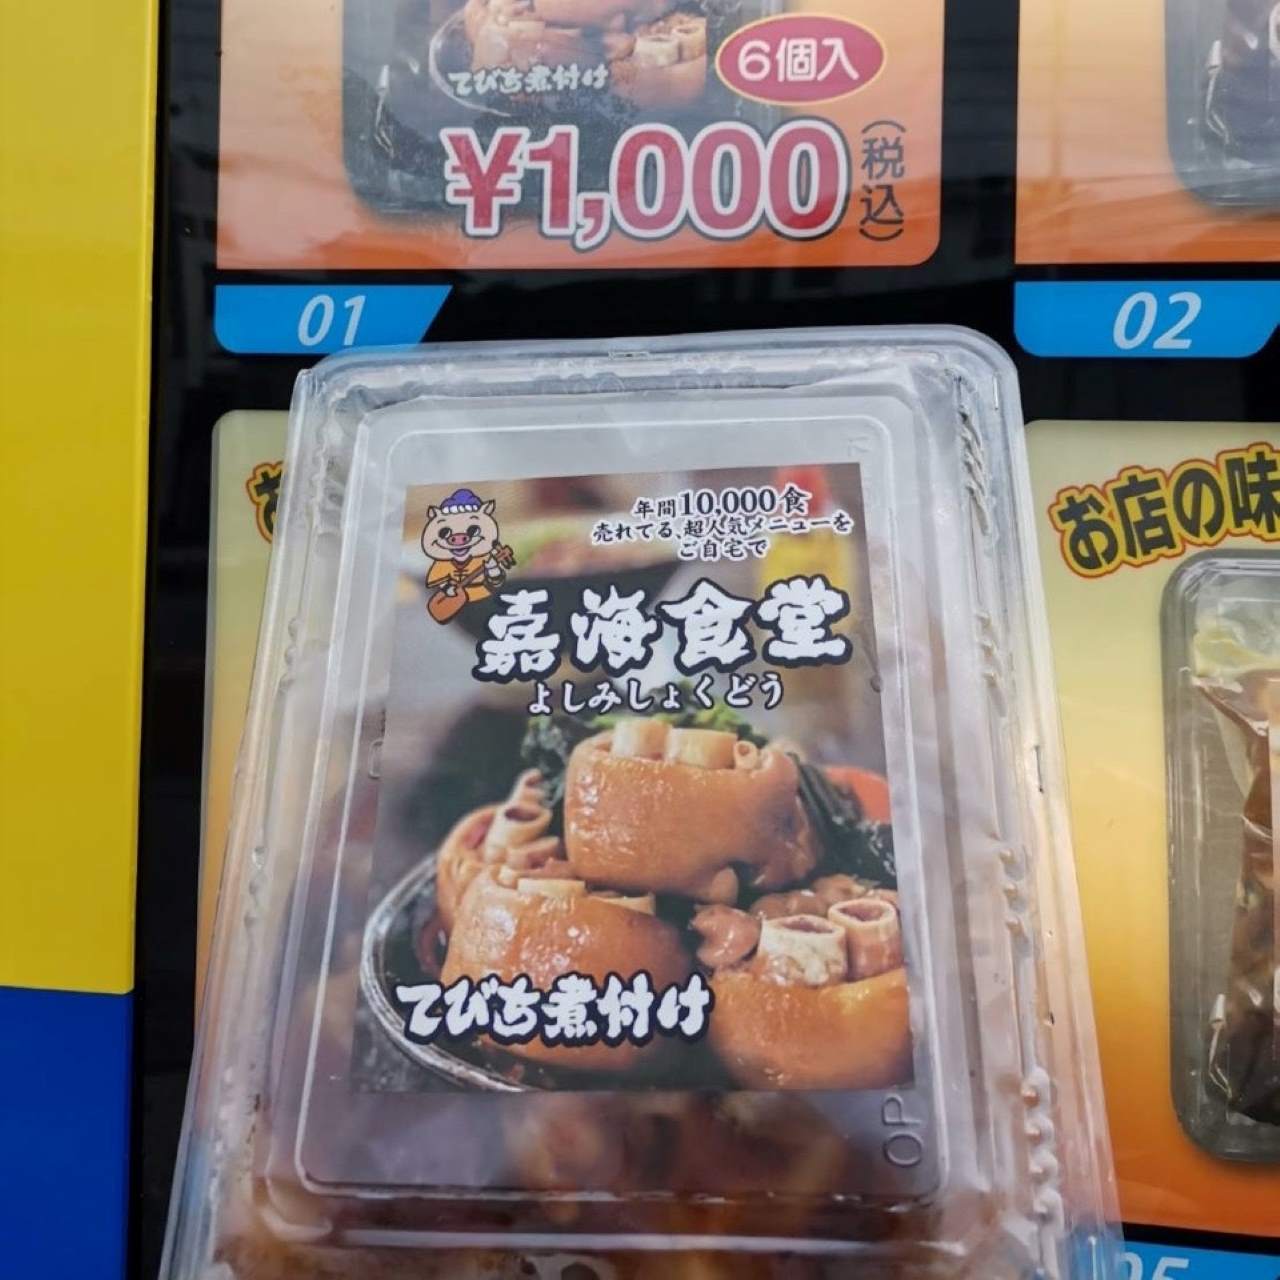 てびち煮付け
6個入
¥1,000
(税込)
01
02
お店の味
年間10,000食
売れてる、超人気メニューを
ご自宅で
嘉海食堂
よしみしょくどう
てびち煮付け
OP
05